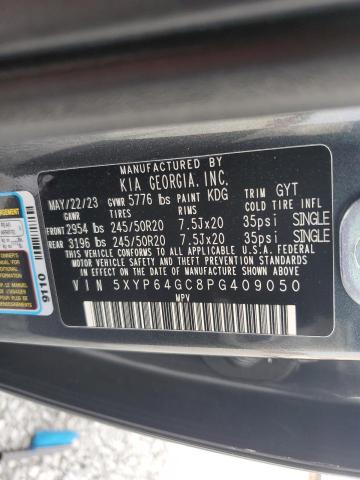 MANUFACTURED BY
KIA GEORGIA, INC.
MAY/22/23 GVWR 5776 lbs PAINT KDG TRIM GYT
GAWR TIRES RIMS COLD TIRE INFL
FRONT 2954 lbs 245/50R20 7.5Jx20 35psi SINGLE
REAR 3196 lbs 245/50R20 7.5Jx20 35psi SINGLE
THIS VEHICLE CONFORMS TO ALL APPLICABLE U.S.A. FEDERAL
MOTOR VEHICLE SAFETY, BUMPER, AND THEFT
PREVENTION STANDARDS IN EFFECT ON THE DATE OF
MANUFACTURE SHOWN ABOVE.
VIN 5XYP64GC8PG409050
MPV
9110